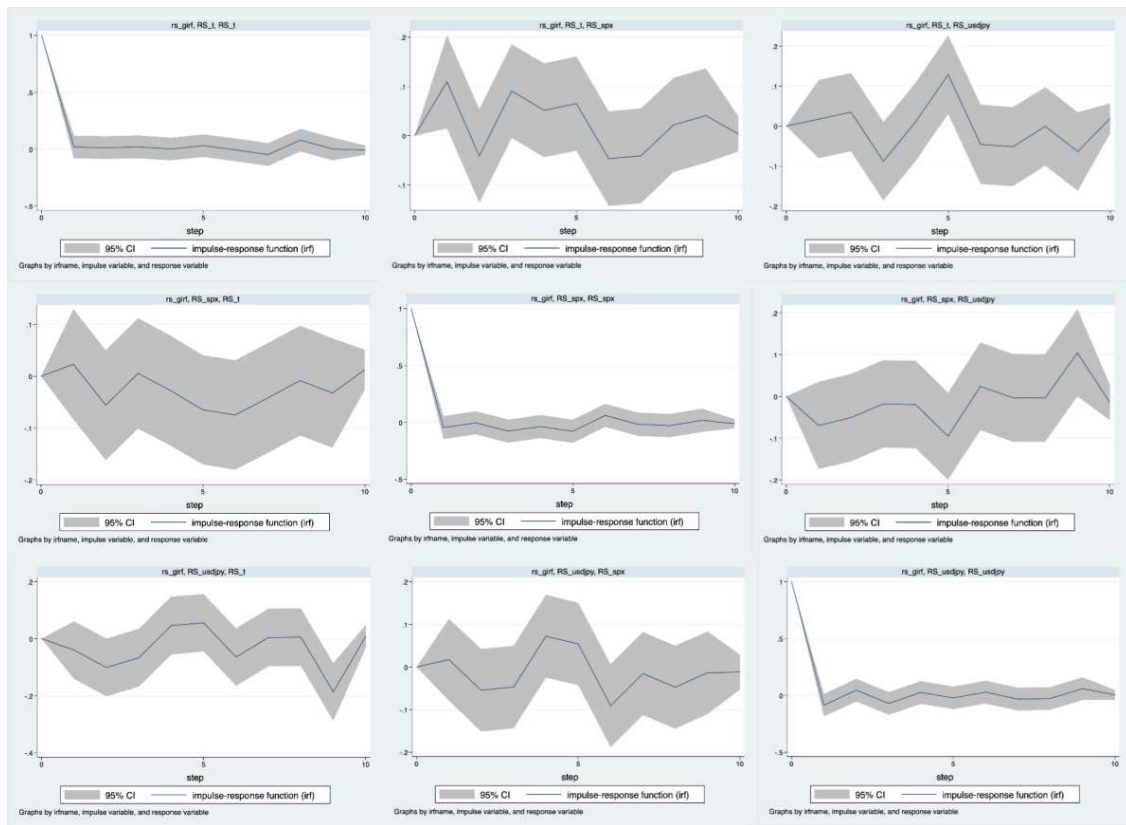 rs_girf, RS_t, RS_t
1
.5
0
-.5
0
5
10
step
95% CI impulse-response function (irf)
Graphs by irfname, impulse variable, and response variable
rs_girf, RS_t, RS_spx
.2
.1
0
-.1
0
5
10
step
95% CI impulse-response function (irf)
Graphs by irfname, impulse variable, and response variable
rs_girf, RS_t, RS_usdjpy
.2
.1
0
-.1
-.2
0
5
10
step
95% CI impulse-response function (irf)
Graphs by irfname, impulse variable, and response variable
rs_girf, RS_spx, RS_t
.1
0
-.1
-.2
0
5
10
step
95% CI impulse-response function (irf)
Graphs by irfname, impulse variable, and response variable
rs_girf, RS_spx, RS_spx
1
.5
0
-.5
0
5
10
step
95% CI impulse-response function (irf)
Graphs by irfname, impulse variable, and response variable
rs_girf, RS_spx, RS_usdjpy
.2
.1
0
-.1
-.2
0
5
10
step
95% CI impulse-response function (irf)
Graphs by irfname, impulse variable, and response variable
rs_girf, RS_usdjpy, RS_t
.2
0
-.2
-.4
0
5
10
step
95% CI impulse-response function (irf)
Graphs by irfname, impulse variable, and response variable
rs_girf, RS_usdjpy, RS_spx
.2
.1
0
-.1
-.2
0
5
10
step
95% CI impulse-response function (irf)
Graphs by irfname, impulse variable, and response variable
rs_girf, RS_usdjpy, RS_usdjpy
1
.5
0
-.5
0
5
10
step
95% CI impulse-response function (irf)
Graphs by irfname, impulse variable, and response variable